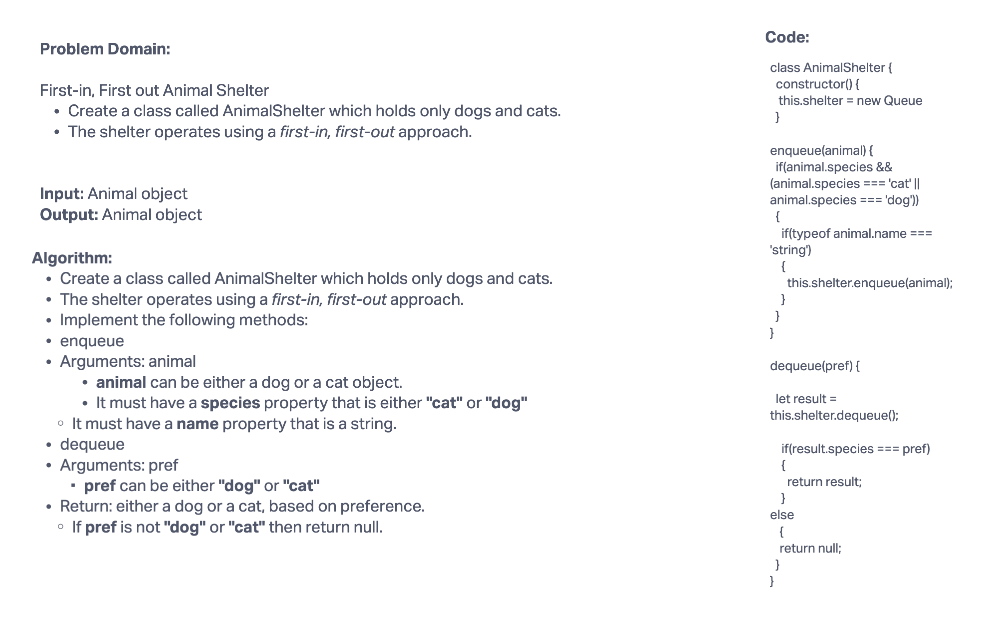 Problem Domain:
First-in, First out Animal Shelter
• Create a class called AnimalShelter which holds only dogs and cats.
• The shelter operates using a first-in, first-out approach.
Input: Animal object
Output: Animal object
Algorithm:
• Create a class called AnimalShelter which holds only dogs and cats.
• The shelter operates using a first-in, first-out approach.
• Implement the following methods:
• enqueue
• Arguments: animal
• animal can be either a dog or a cat object.
• It must have a species property that is either "cat" or "dog"
◦ It must have a name property that is a string.
• dequeue
• Arguments: pref
▪ pref can be either "dog" or "cat"
• Return: either a dog or a cat, based on preference.
◦ If pref is not "dog" or "cat" then return null.
Code:
class AnimalShelter {
constructor() {
this.shelter = new Queue
}
enqueue(animal) {
if(animal.species &&
(animal.species === 'cat' ||
animal.species === 'dog'))
{
if(typeof animal.name ===
'string')
{
this.shelter.enqueue(animal);
}
}
}
dequeue(pref) {
let result =
this.shelter.dequeue();
if(result.species === pref)
{
return result;
}
else
{
return null;
}
}